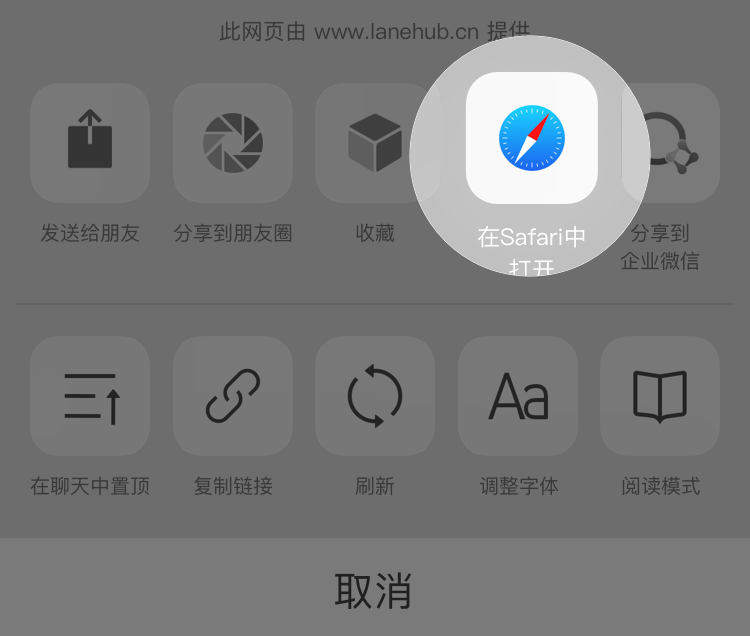 此网页由 www.lanehub.cn 提供
发送给朋友
分享到朋友圈
收藏
在Safari中
打开
分享到
企业微信
在聊天中置顶
复制链接
刷新
Aa
调整字体
阅读模式
取消